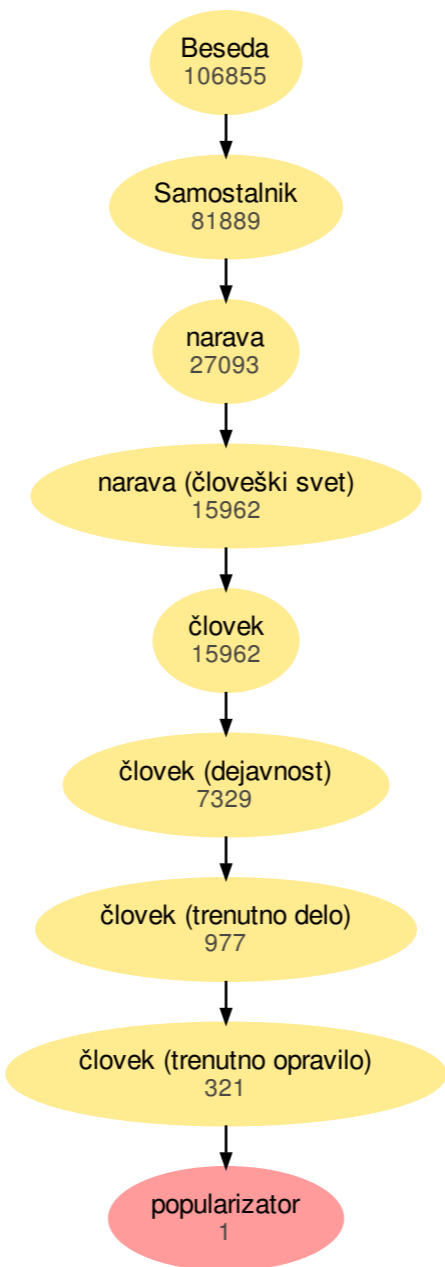 Beseda
106855
Samostalnik
81889
narava
27093
narava (človeški svet)
15962
človek
15962
človek (dejavnost)
7329
človek (trenutno delo)
977
človek (trenutno opravilo)
321
popularizator
1